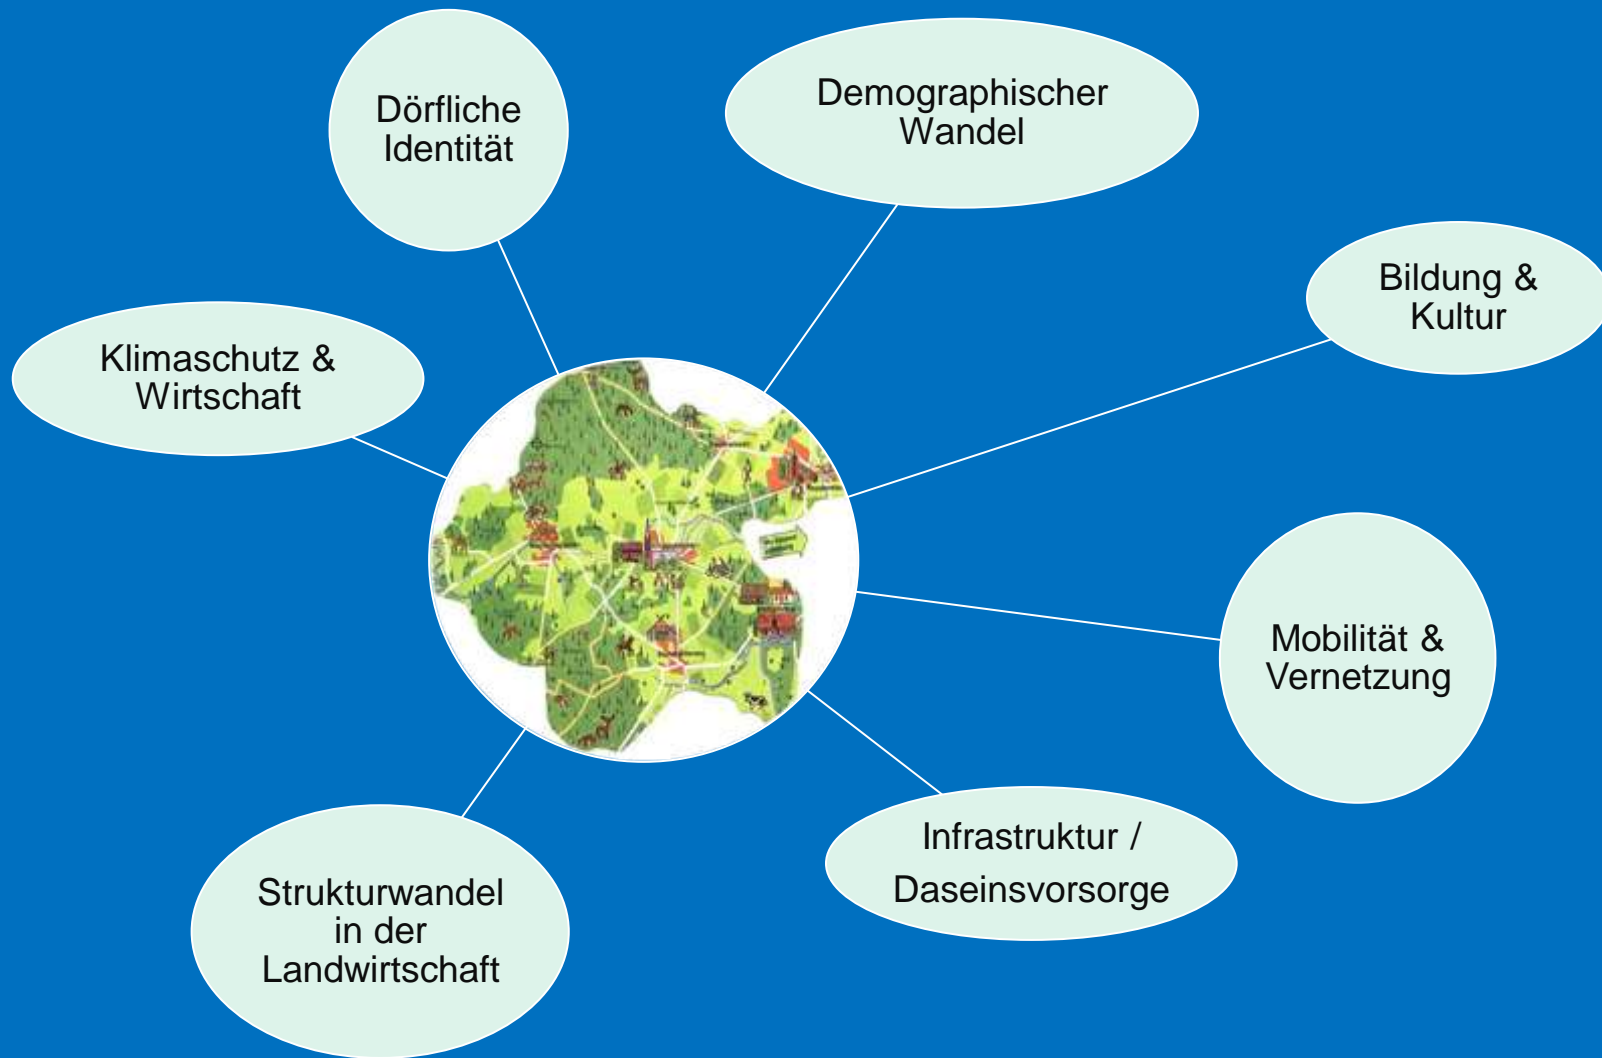 Dörfliche
Identität
Demographischer
Wandel
Bildung &
Kultur
Klimaschutz &
Wirtschaft
Mobilität &
Vernetzung
Infrastruktur /
Daseinsvorsorge
Strukturwandel
in der
Landwirtschaft